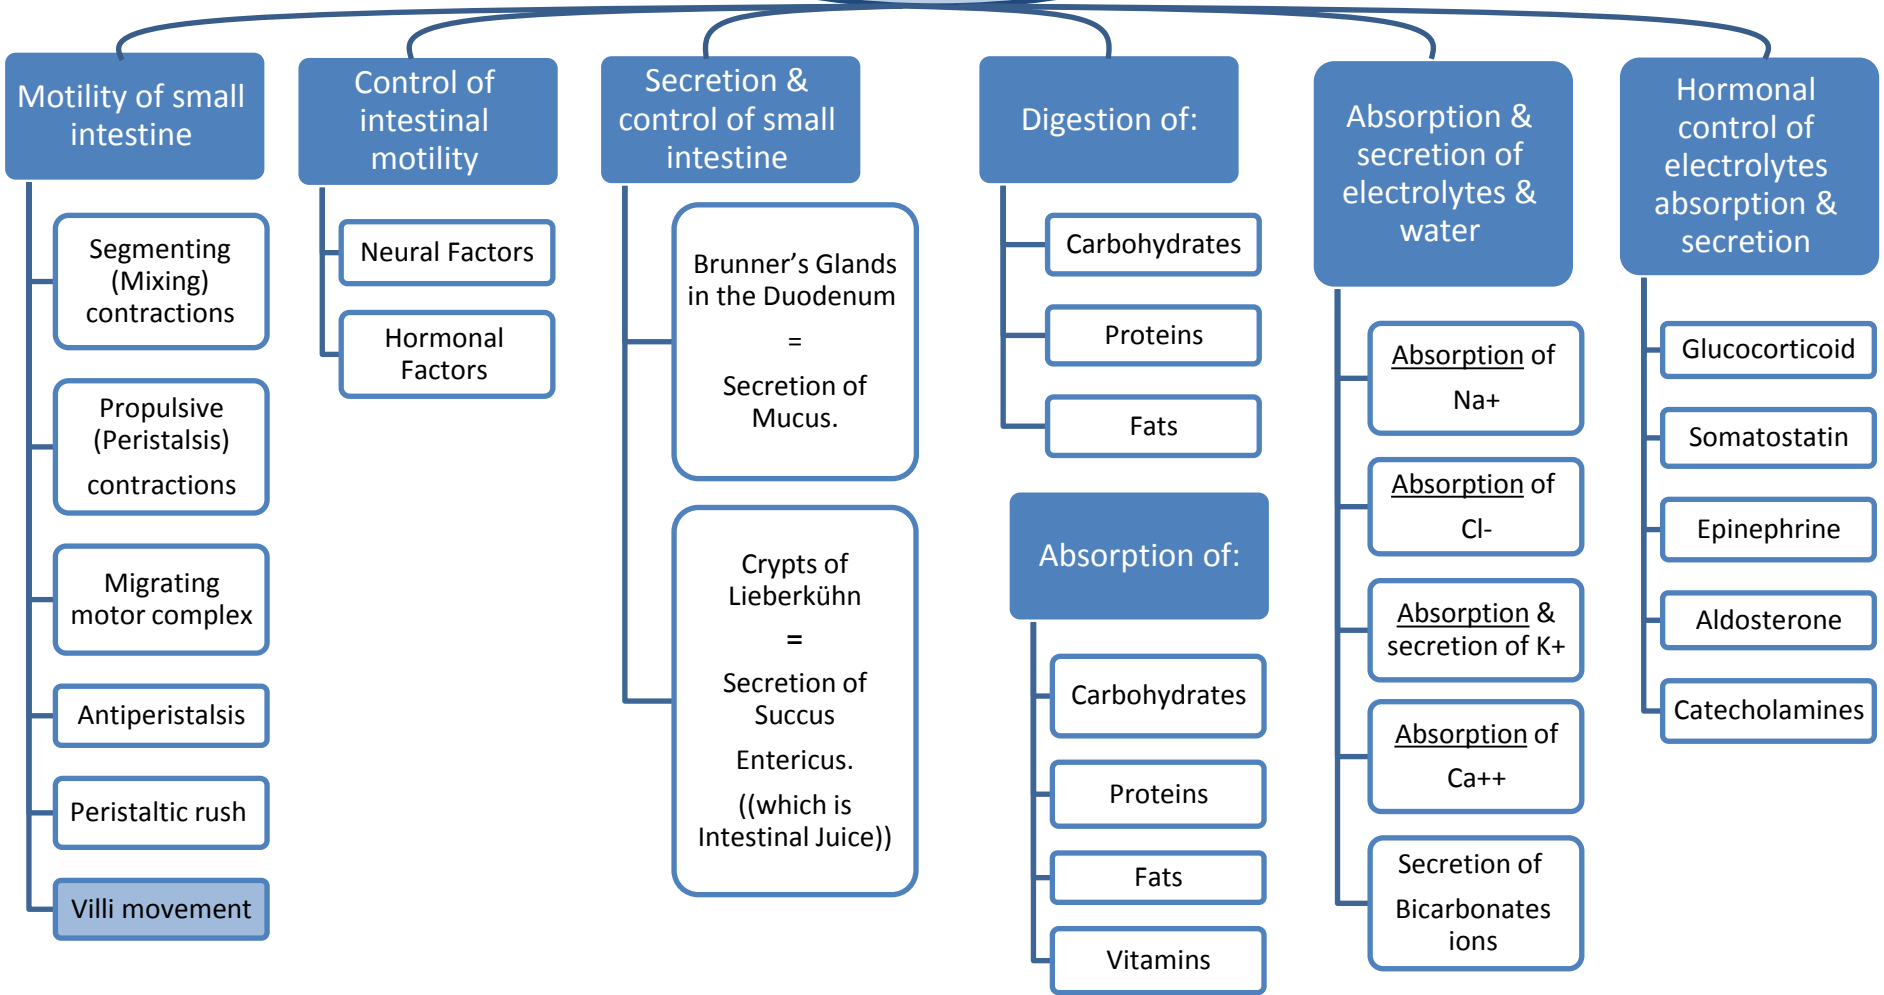 Motility of small
intestine
Segmenting
(Mixing)
contractions
Propulsive
(Peristalsis)
contractions
Migrating
motor complex
Antiperistalsis
Peristaltic rush
Villi movement
Control of
intestinal
motility
Neural Factors
Hormonal
Factors
Secretion &
control of small
intestine
Brunner's Glands
in the Duodenum
=
Secretion of
Mucus.
Crypts of
Lieberkühn
=
Secretion of
Succus
Entericus.
((which is
Intestinal Juice))
Digestion of:
Carbohydrates
Proteins
Fats
Absorption of:
Carbohydrates
Proteins
Fats
Vitamins
Absorption &
secretion of
electrolytes &
water
Absorption of
Na+
Absorption of
Cl-
Absorption &
secretion of K+
Absorption of
Ca++
Secretion of
Bicarbonates
ions
Hormonal
control of
electrolytes
absorption &
secretion
Glucocorticoid
Somatostatin
Epinephrine
Aldosterone
Catecholamines